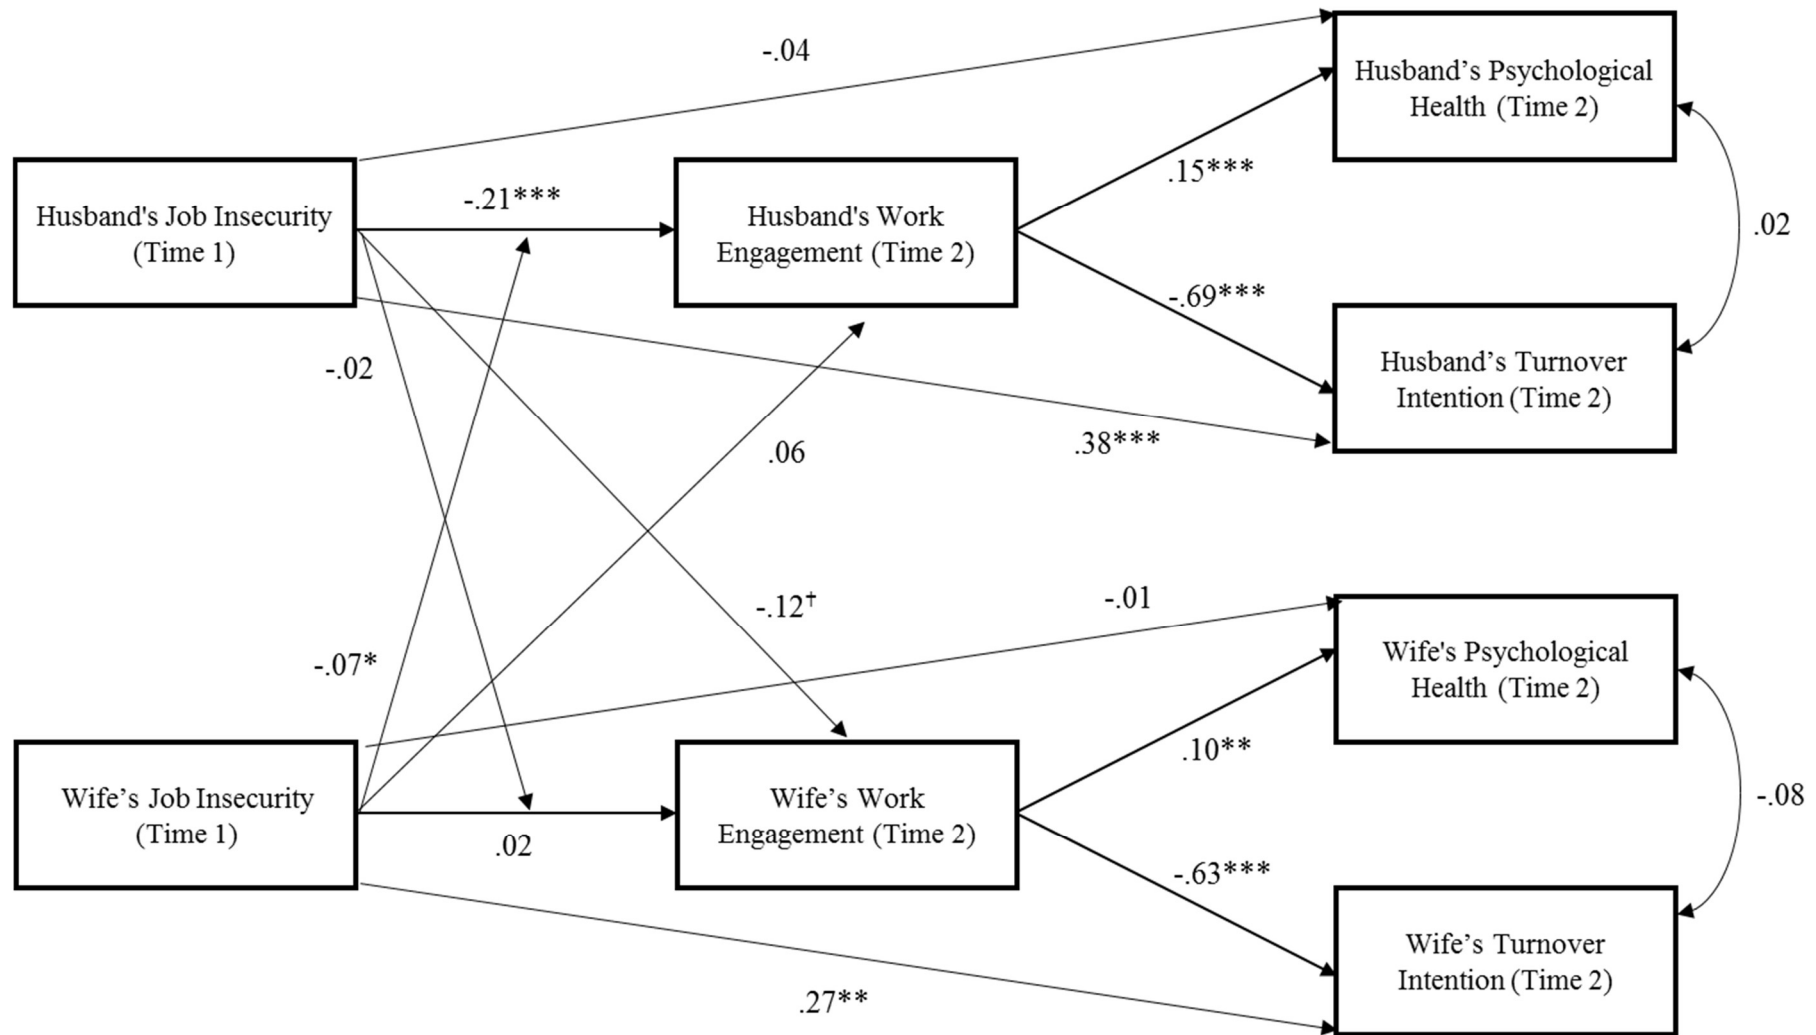 -.04
Husband’s Psychological
Health (Time 2)
.15***
Husband's Job Insecurity
(Time 1)
-.21***
Husband's Work
Engagement (Time 2)
.02
-.69***
Husband’s Turnover
Intention (Time 2)
-.02
.38***
.06
-.12†
-.01
-.07*
Wife's Psychological
Health (Time 2)
.10**
Wife’s Job Insecurity
(Time 1)
.02
Wife’s Work
Engagement (Time 2)
-.08
-.63***
Wife’s Turnover
Intention (Time 2)
.27**